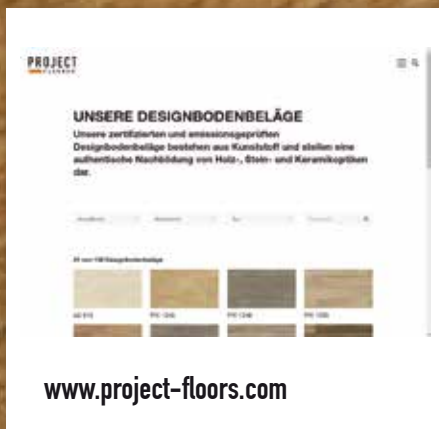 PROJECT
FLOORS
UNSERE DESIGNBODENBELÄGE
Unsere zertifizierten und emissionsgeprüften
Designbodenbeläge bestehen aus Kunststoff und stellen eine
authentische Nachbildung von Holz-, Stein- und Keramikoptiken
dar.
www.project-floors.com